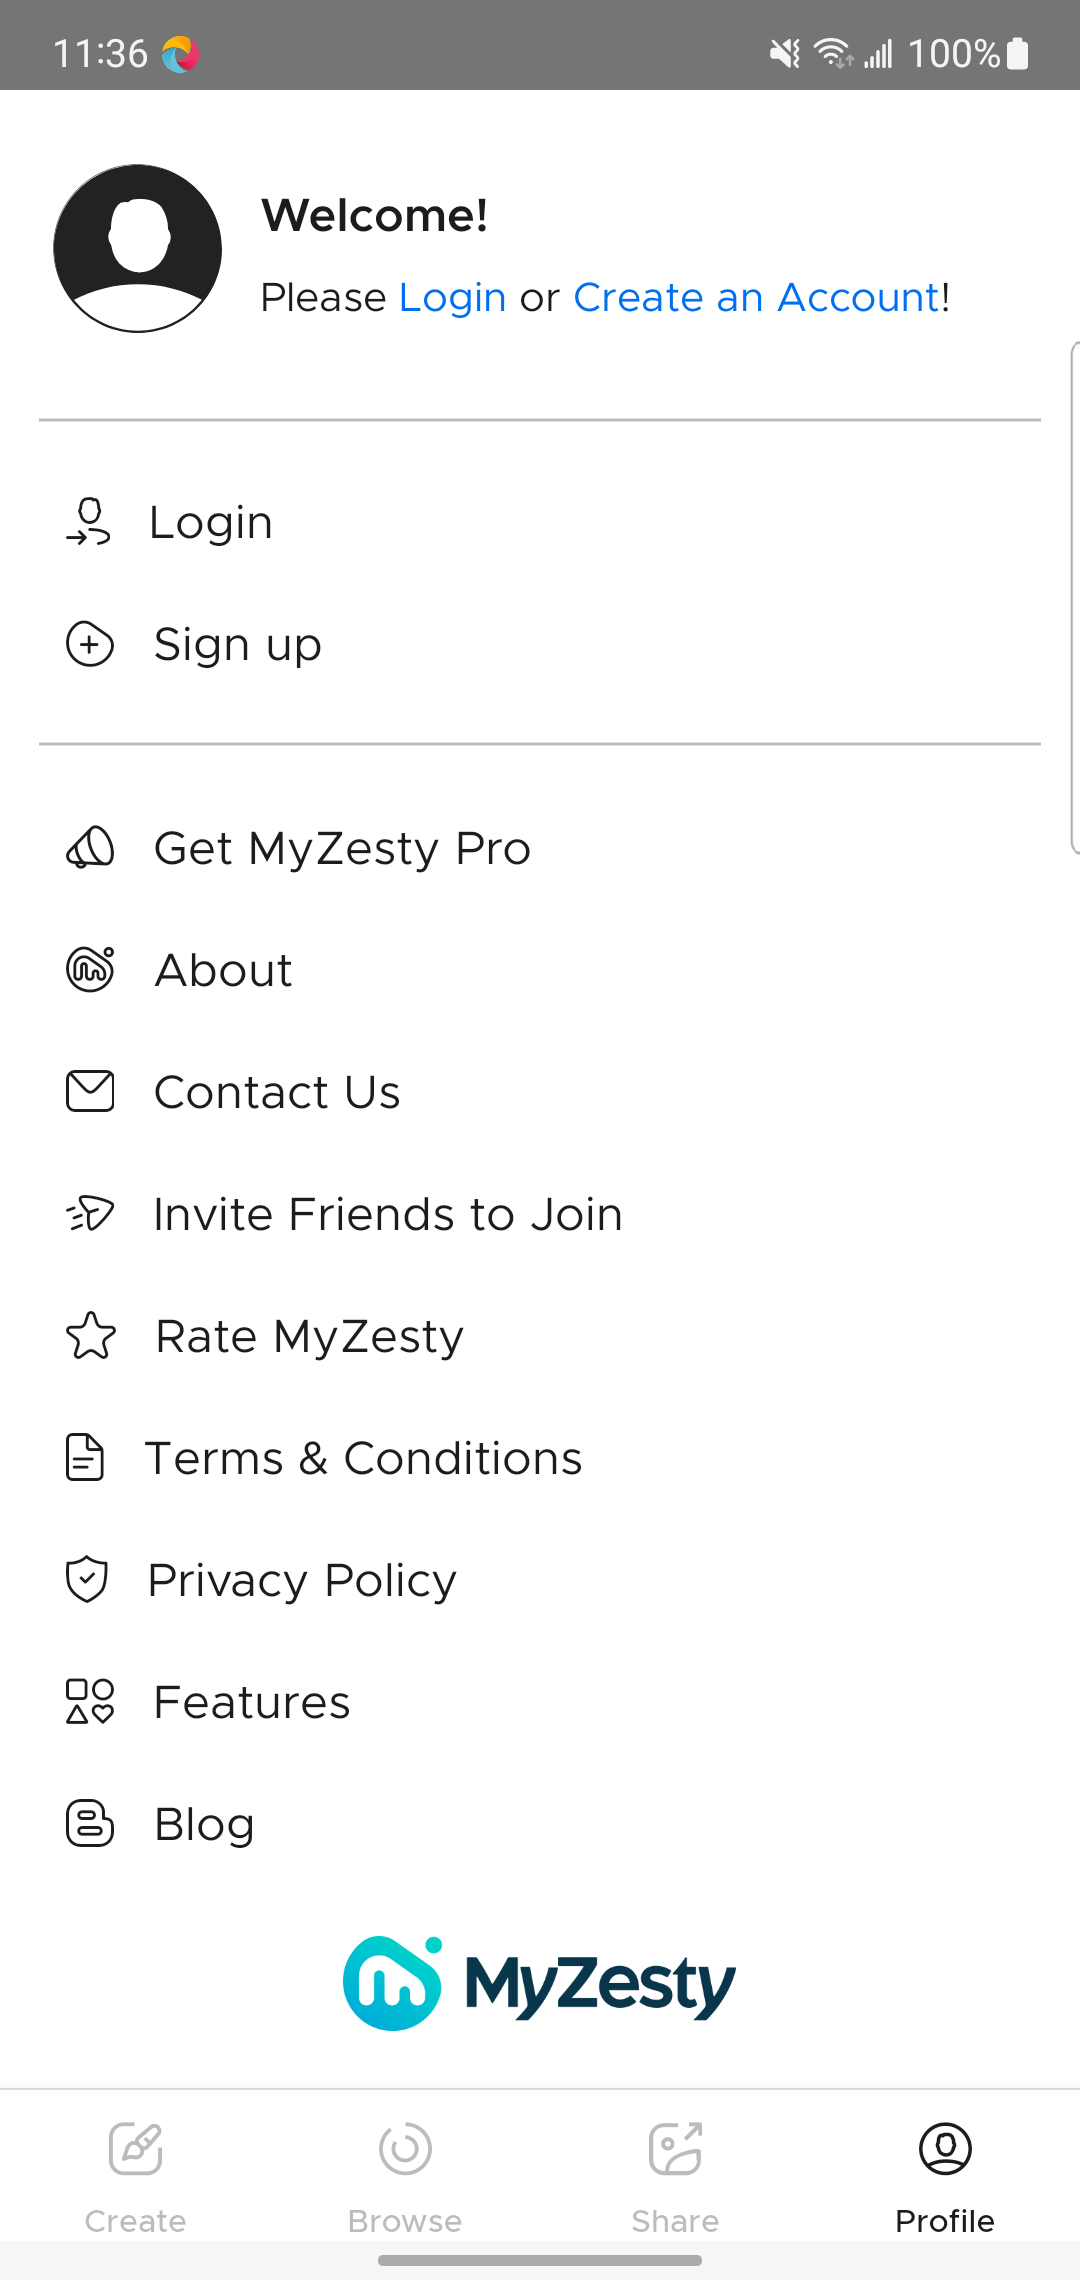 11:36 100%
Welcome!
Please Login or Create an Account!
Login
Sign up
Get MyZesty Pro
About
Contact Us
Invite Friends to Join
Rate MyZesty
Terms & Conditions
Privacy Policy
Features
Blog
MyZesty
Create Browse Share Profile